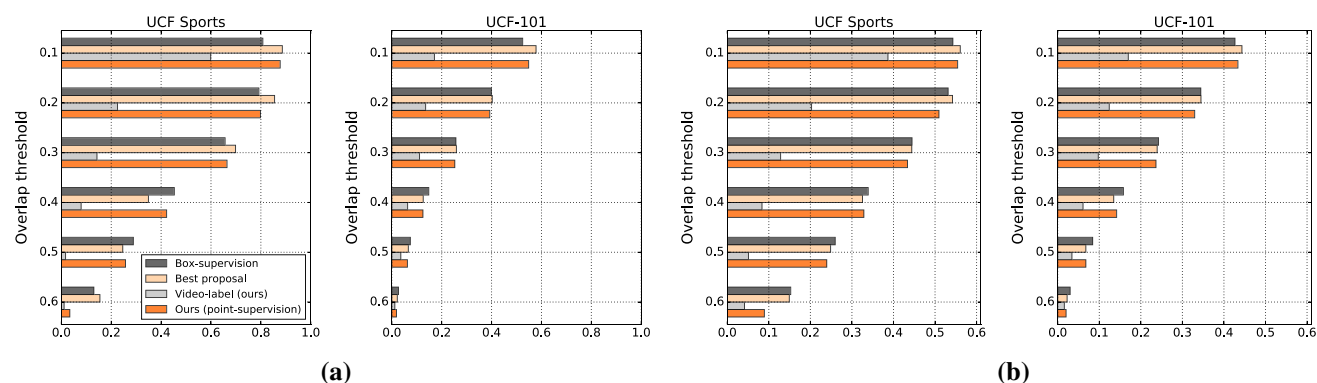 UCF Sports
Overlap threshold
0.1
0.2
0.3
0.4
0.5
0.6
Box-supervision
Best proposal
Video-label (ours)
Ours (point-supervision)
0.0 0.2 0.4 0.6 0.8 1.0
UCF-101
0.1
0.2
0.3
0.4
0.5
0.6
0.0 0.2 0.4 0.6 0.8 1.0
(a)
UCF Sports
Overlap threshold
0.1
0.2
0.3
0.4
0.5
0.6
0.0 0.1 0.2 0.3 0.4 0.5 0.6
UCF-101
0.1
0.2
0.3
0.4
0.5
0.6
0.0 0.1 0.2 0.3 0.4 0.5 0.6
(b)